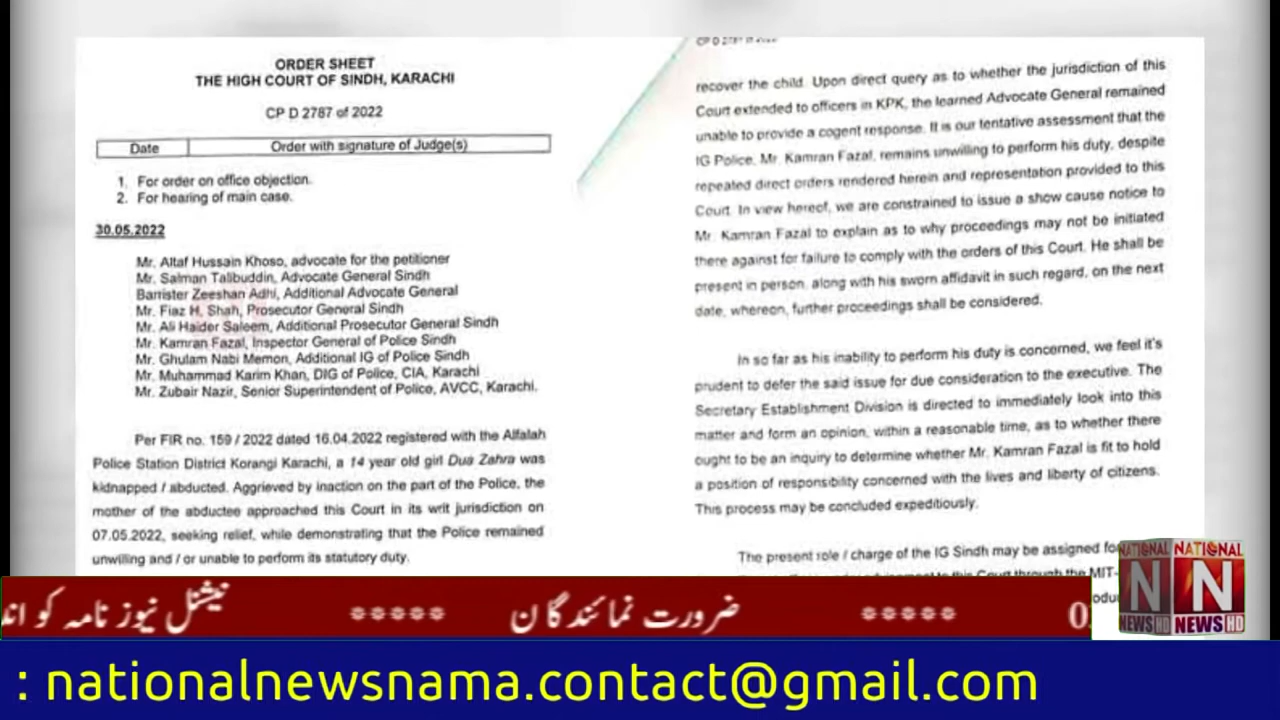 ORDER SHEET
THE HIGH COURT OF SINDH, KARACHI
CP D 2787 of 2022
Date Order with signature of Judge(s)
1. For order on office objection.
2. For hearing of main case.
30.05.2022
Mr. Altaf Hussain Khoso, advocate for the petitioner
Mr. Salman Talibuddin, Advocate General Sindh
Barrister Zeeshan Adhi, Additional Advocate General
Mr. Fiaz H. Shah, Prosecutor General Sindh
Mr. Ali Haider Saleem, Additional Prosecutor General Sindh
Mr. Kamran Fazal, Inspector General of Police Sindh
Mr. Ghulam Nabi Memon, Additional IG of Police Sindh
Mr. Muhammad Karim Khan, DIG of Police, CIA, Karachi
Mr. Zubair Nazir, Senior Superintendent of Police, AVCC, Karachi.
Per FIR no. 159 / 2022 dated 16.04.2022 registered with the Alfalah
Police Station District Korangi Karachi, a 14 year old girl Dua Zahra was
kidnapped / abducted. Aggrieved by inaction on the part of the Police, the
mother of the abductee approached this Court in its writ jurisdiction on
07.05.2022, seeking relief, while demonstrating that the Police remained
unwilling and / or unable to perform its statutory duty.
CP D 2787
recover the child. Upon direct query as to whether the jurisdiction of this
Court extended to officers in KPK, the learned Advocate General remained
unable to provide a cogent response. It is our tentative assessment that the
IG Police, Mr. Kamran Fazal, remains unwilling to perform his duty, despite
repeated direct orders rendered herein and representation provided to this
Court. In view hereof, we are constrained to issue a show cause notice to
Mr. Kamran Fazal to explain as to why proceedings may not be initiated
there against for failure to comply with the orders of this Court. He shall be
present in person, along with his sworn affidavit in such regard, on the next
date, whereon, further proceedings shall be considered.
In so far as his inability to perform his duty is concerned, we feel it's
prudent to defer the said issue for due consideration to the executive. The
Secretary Establishment Division is directed to immediately look into this
matter and form an opinion, within a reasonable time, as to whether there
ought to be an inquiry to determine whether Mr. Kamran Fazal is fit to hold
a position of responsibility concerned with the lives and liberty of citizens.
This process may be concluded expeditiously.
The present role / charge of the IG Sindh may be assigned for
this Court through the MIT-
NATIONAL NATIONAL
N N
NEWS HD NEWS HD
نیشنل نیوز نامہ کو ***** ضرورت نمائندگان ***** 0
: nationalnewsnama.contact@gmail.com